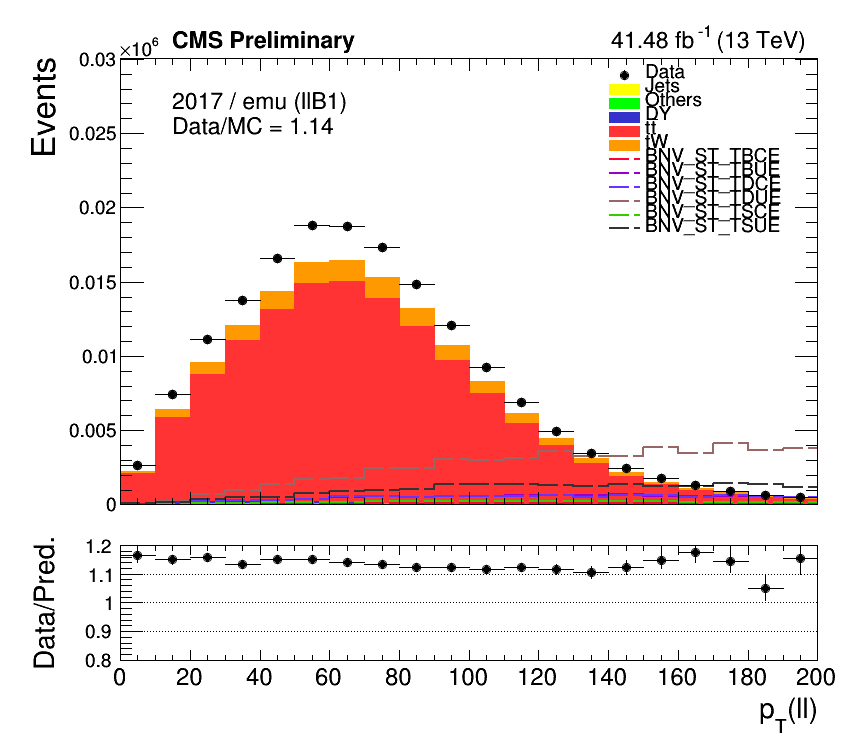 CMS Preliminary
41.48 fb-1 (13 TeV)
×10^6
Events
2017 / emu (llB1)
Data/MC = 1.14
Data
Jets
Others
DY
tt
tW
BNV_ST_TBCE
BNV_ST_TBUE
BNV_ST_TDCE
BNV_ST_TDUE
BNV_ST_TSCE
BNV_ST_TSUE
0.03
0.025
0.02
0.015
0.01
0.005
0
Data/Pred.
1.2
1.1
1
0.9
0.8
0 20 40 60 80 100 120 140 160 180 200
p_T(ll)